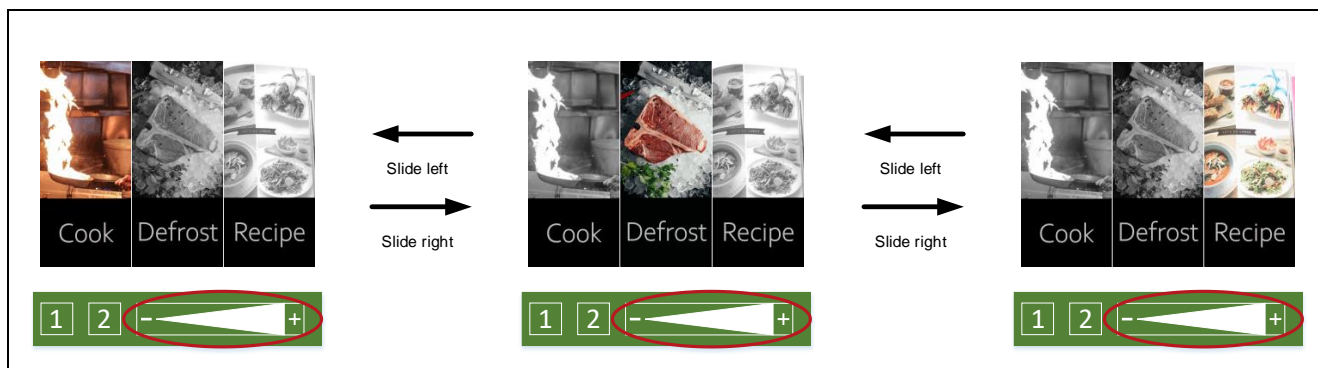 Cook Defrost Recipe
1 2 - +
Slide left
Slide right
Cook Defrost Recipe
1 2 - +
Slide left
Slide right
Cook Defrost Recipe
1 2 - +